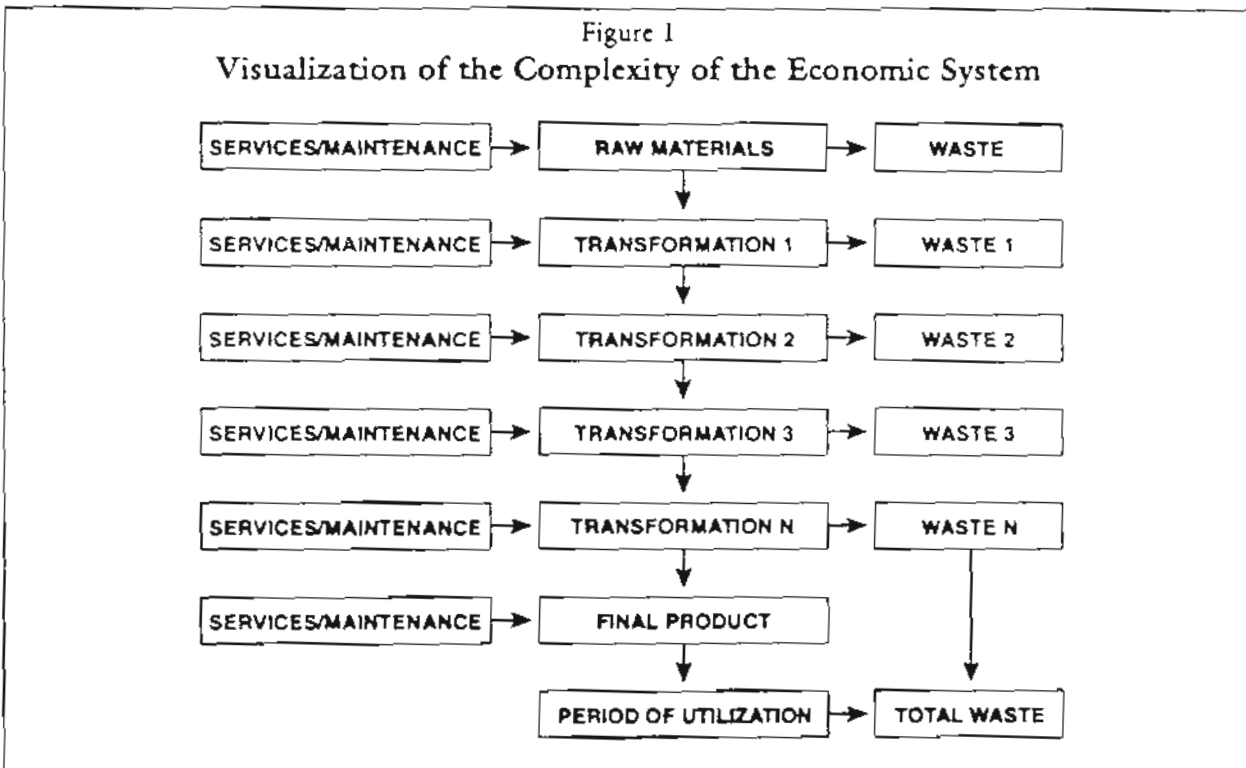 Figure 1
Visualization of the Complexity of the Economic System
SERVICES/MAINTENANCE
RAW MATERIALS
WASTE
SERVICES/MAINTENANCE
TRANSFORMATION 1
WASTE 1
SERVICES/MAINTENANCE
TRANSFORMATION 2
WASTE 2
SERVICES/MAINTENANCE
TRANSFORMATION 3
WASTE 3
SERVICES/MAINTENANCE
TRANSFORMATION N
WASTE N
SERVICES/MAINTENANCE
FINAL PRODUCT
PERIOD OF UTILIZATION
TOTAL WASTE